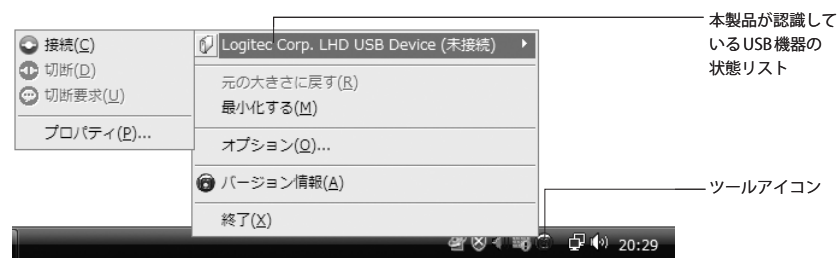 接続(C)
切断(D)
切断要求(U)
プロパティ(P)...
Logitec Corp. LHD USB Device (未接続)
元の大きさに戻す(R)
最小化する(M)
オプション(O)...
バージョン情報(A)
終了(X)
20:29
本製品が認識して
いるUSB機器の
状態リスト
ツールアイコン